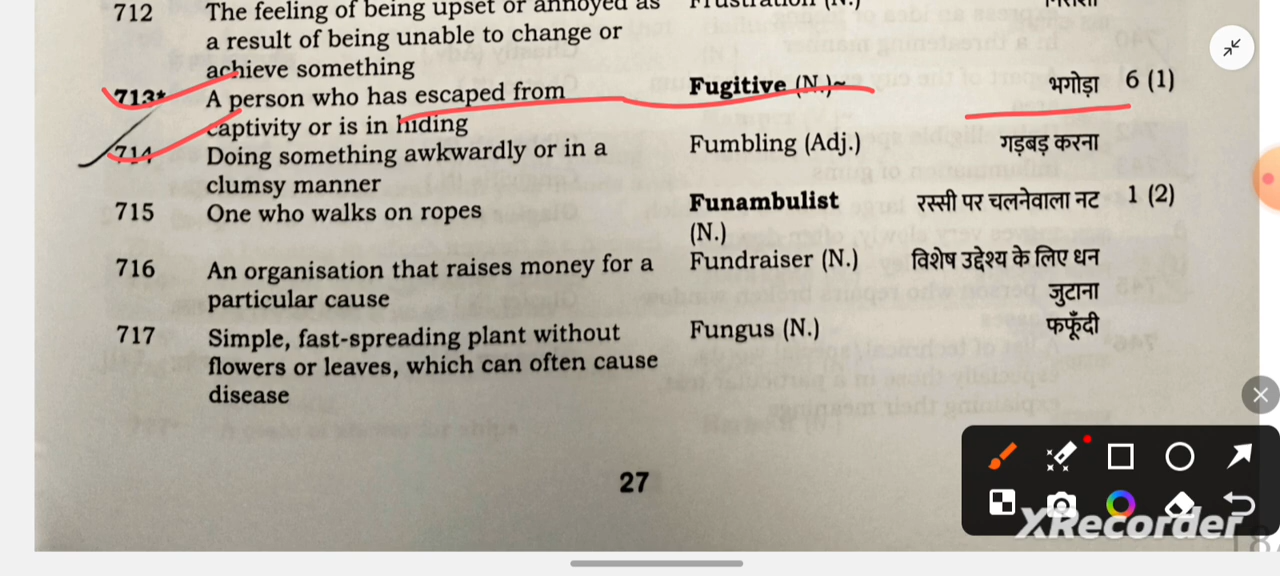 712 The feeling of being upset or annoyed as Frustration (N.) निराशा
a result of being unable to change or
achieve something
713* A person who has escaped from Fugitive (N.)~ भगोड़ा 6 (1)
captivity or is in hiding
714 Doing something awkwardly or in a Fumbling (Adj.) गड़बड़ करना
clumsy manner
715 One who walks on ropes Funambulist रस्सी पर चलनेवाला नट 1 (2)
(N.)
716 An organisation that raises money for a Fundraiser (N.) विशेष उद्देश्य के लिए धन
particular cause जुटाना
717 Simple, fast-spreading plant without Fungus (N.) फफूँदी
flowers or leaves, which can often cause
disease
27
XRecorder